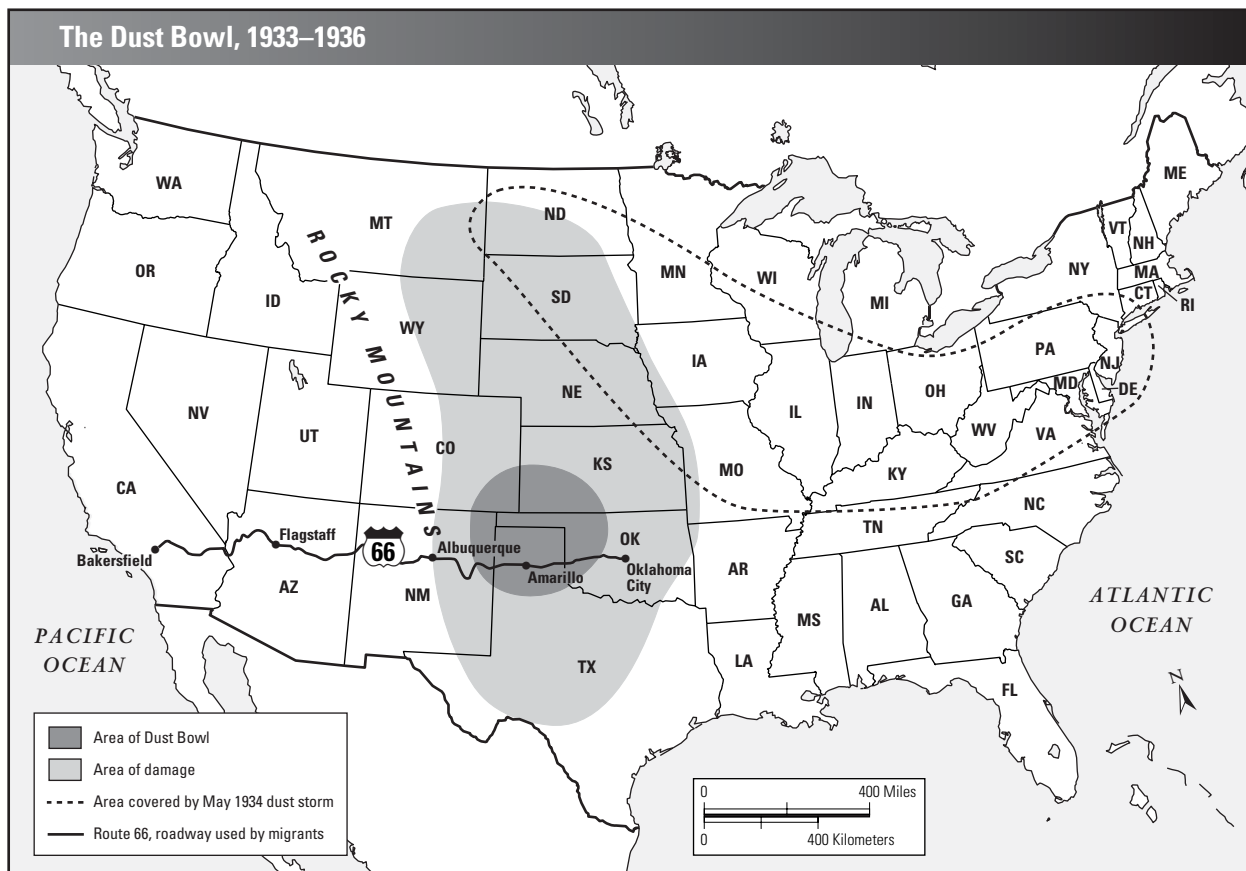 The Dust Bowl, 1933–1936
WA
MT
ND
MN
ME
VT
NH
OR
ID
WY
SD
WI
MI
NY
MA
CT
RI
ROCKY MOUNTAINS
NV
UT
CO
NE
IA
IL
IN
OH
PA
NJ
MD
DE
WV
VA
CA
KS
MO
KY
NC
TN
SC
Bakersfield
Flagstaff
66
Albuquerque
Amarillo
OK
Oklahoma
City
AZ
NM
TX
AR
LA
MS
AL
GA
FL
PACIFIC
OCEAN
ATLANTIC
OCEAN
N
Area of Dust Bowl
Area of damage
Area covered by May 1934 dust storm
Route 66, roadway used by migrants
0 400 Miles
0 400 Kilometers